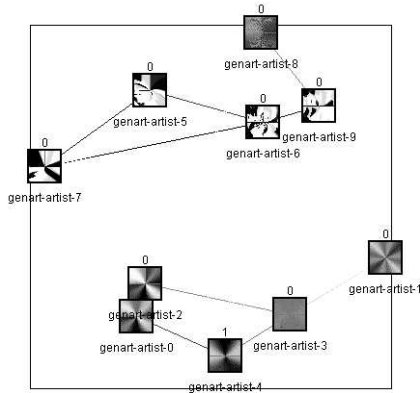 0
genart-artist-8
0
genart-artist-5
0
genart-artist-9
0
genart-artist-6
0
genart-artist-7
0
genart-artist-1
0
genart-artist-2
genart-artist-0
0
genart-artist-3
1
genart-artist-4